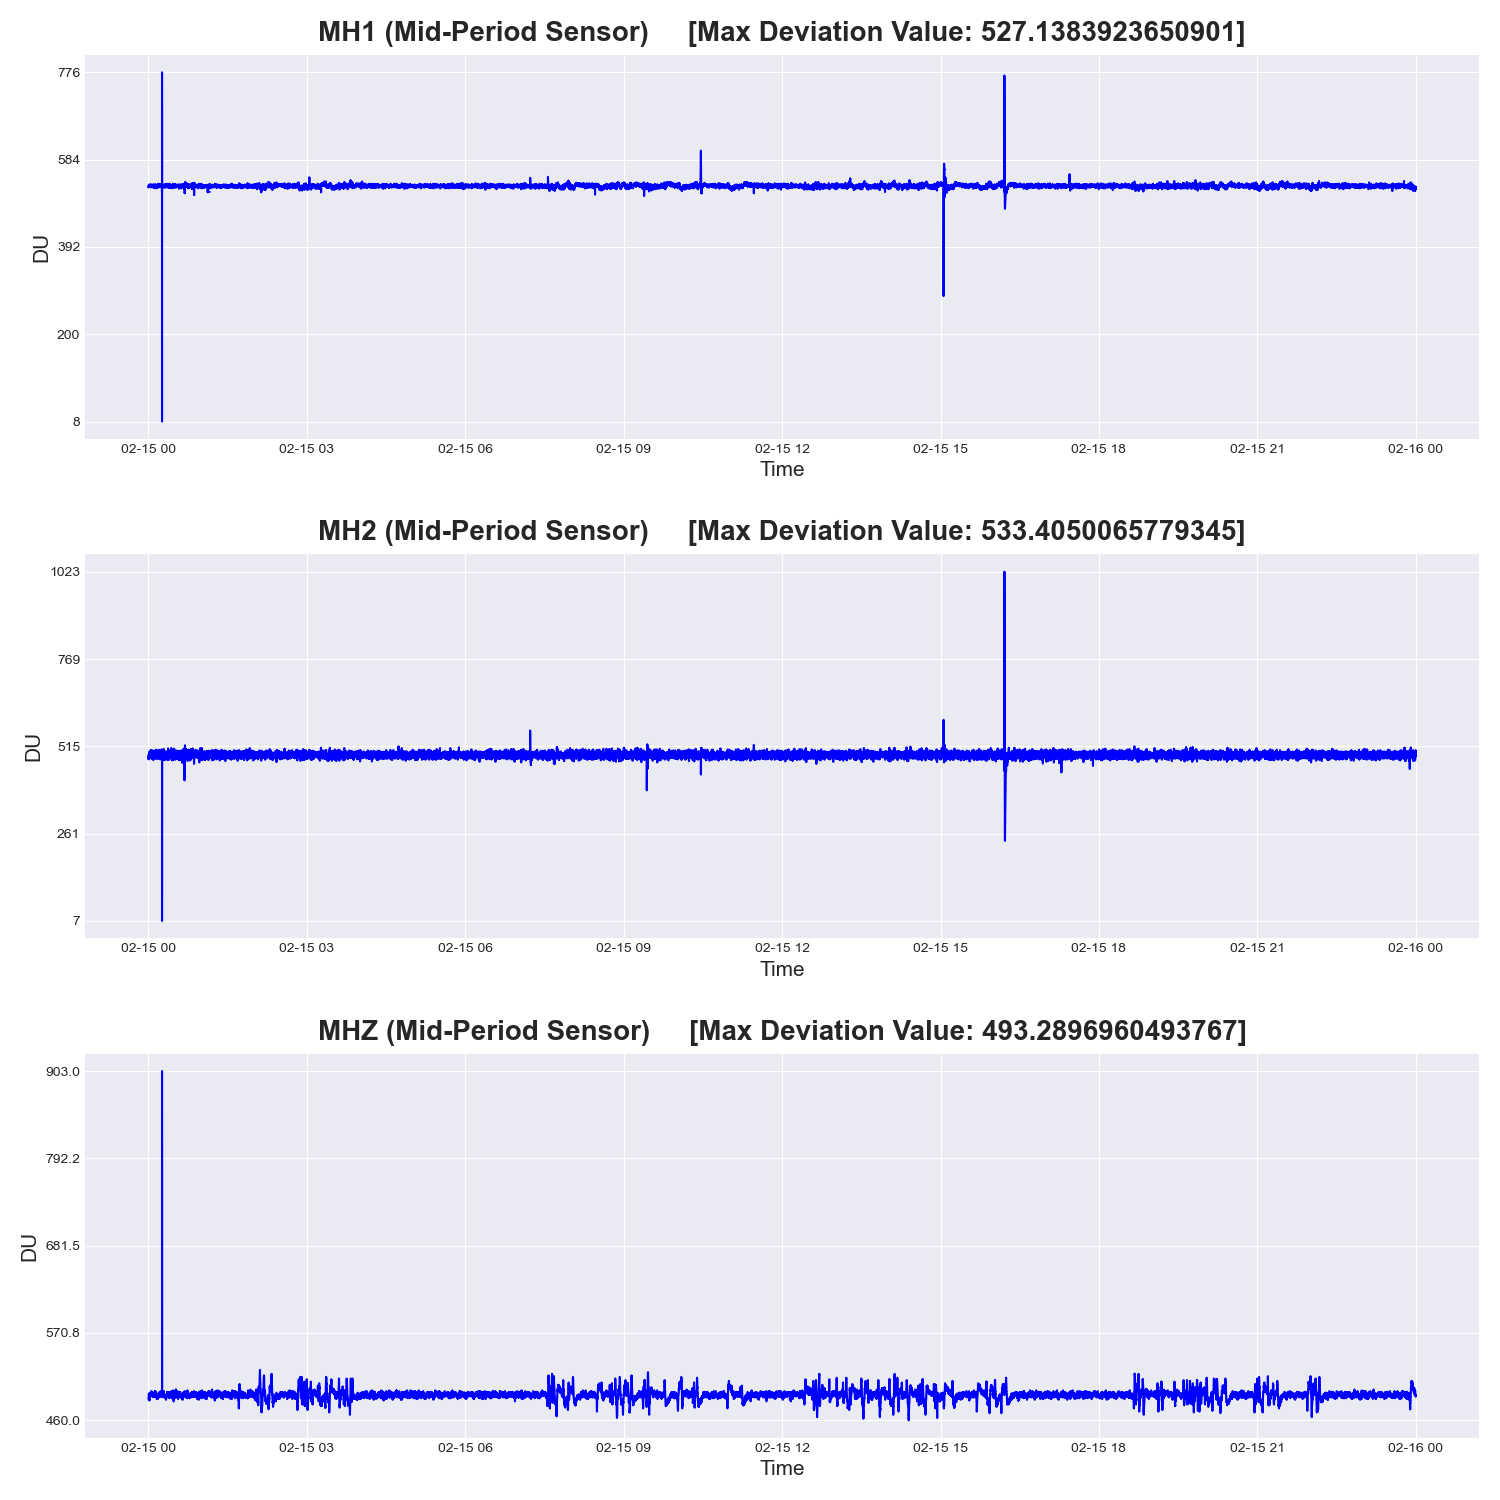 MH1 (Mid-Period Sensor) [Max Deviation Value: 527.1383923650901]
776
584
392
200
8
DU
02-15 00 02-15 03 02-15 06 02-15 09 02-15 12 02-15 15 02-15 18 02-15 21 02-16 00
Time
MH2 (Mid-Period Sensor) [Max Deviation Value: 533.4050065779345]
1023
769
515
261
7
DU
02-15 00 02-15 03 02-15 06 02-15 09 02-15 12 02-15 15 02-15 18 02-15 21 02-16 00
Time
MHZ (Mid-Period Sensor) [Max Deviation Value: 493.2896960493767]
903.0
792.2
681.5
570.8
460.0
DU
02-15 00 02-15 03 02-15 06 02-15 09 02-15 12 02-15 15 02-15 18 02-15 21 02-16 00
Time